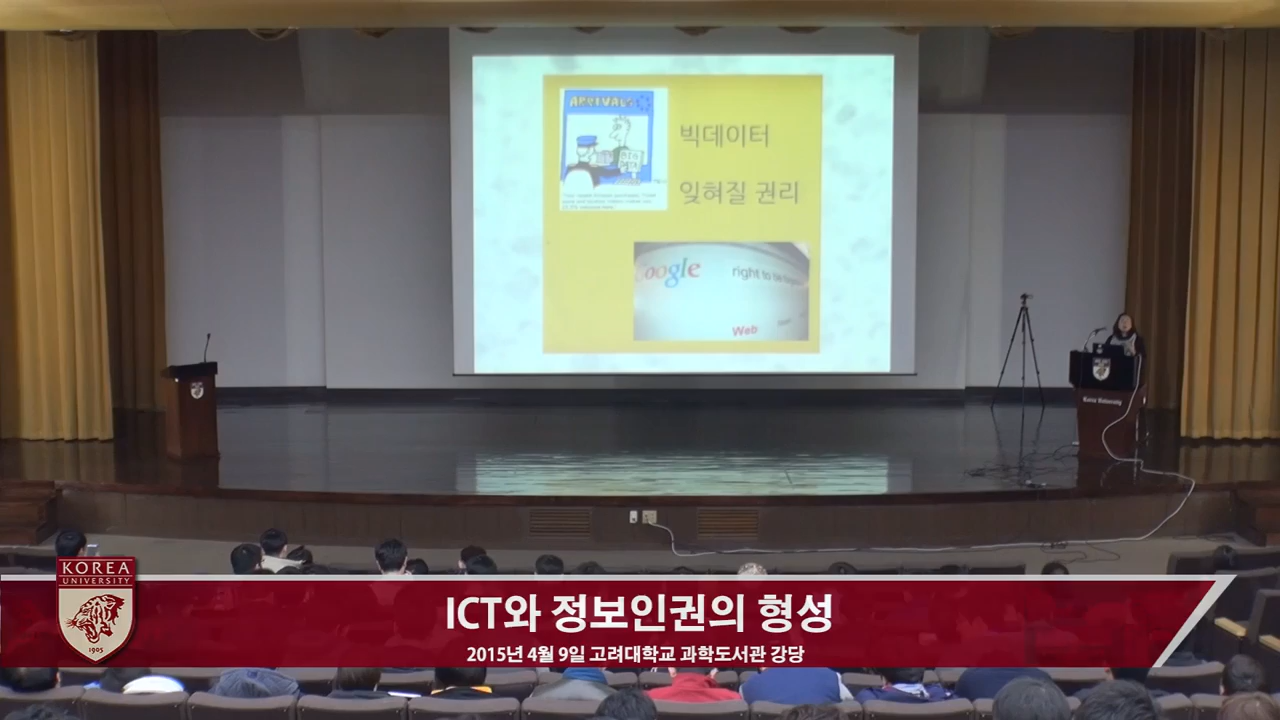 ARRIVALS
빅데이터
잊혀질 권리
Google
right to be
Web
Korea University
KOREA
UNIVERSITY
1905
ICT와 정보인권의 형성
2015년 4월 9일 고려대학교 과학도서관 강당